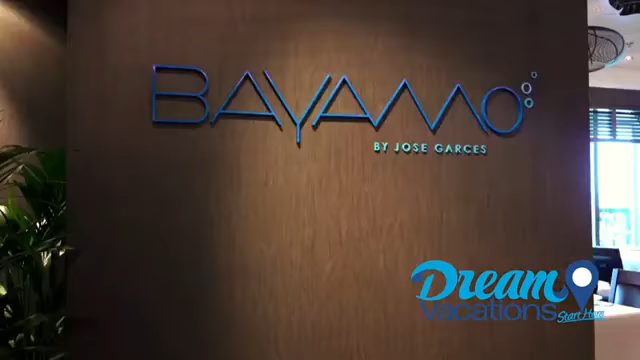 BAYAMO
BY JOSE GARCES
Dream
vacations
Start Here